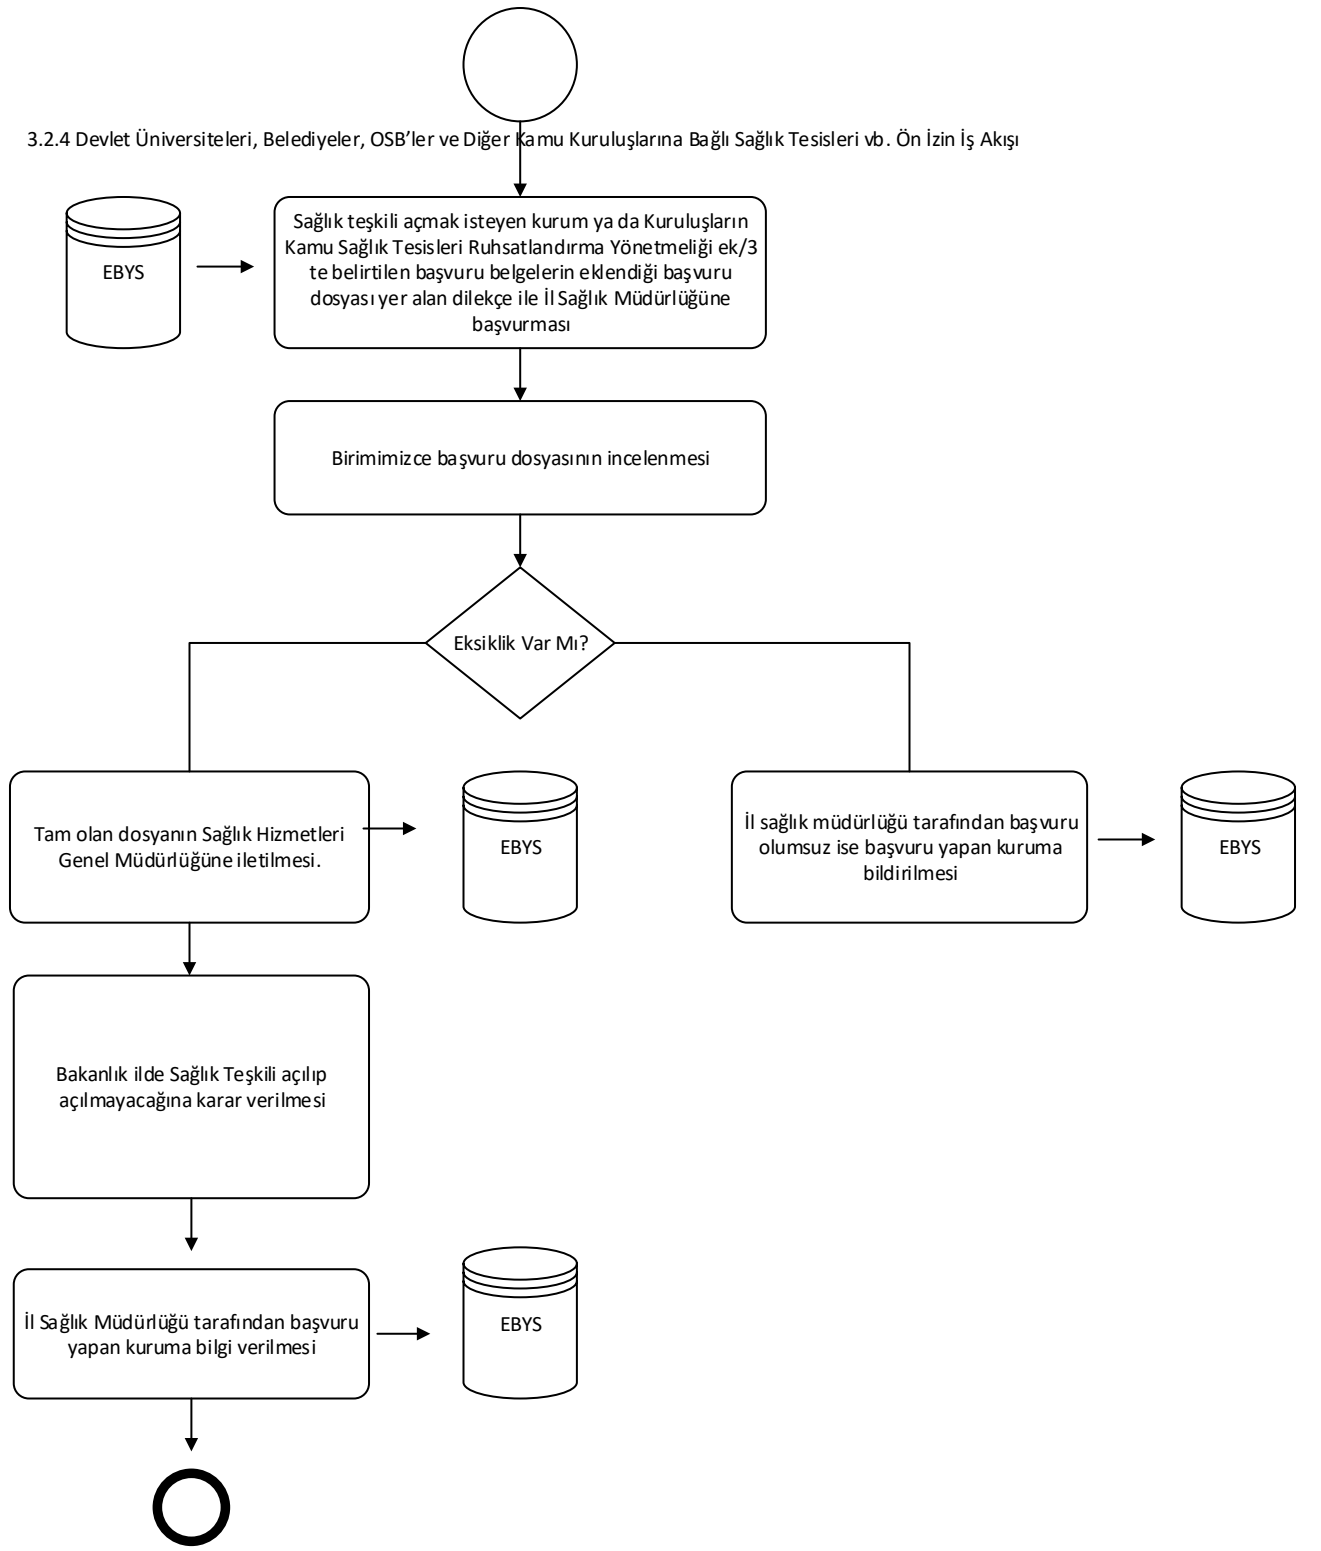 3.2.4 Devlet Üniversiteleri, Belediyeler, OSB’ler ve Diğer Kamu Kuruluşlarına Bağlı Sağlık Tesisleri vb. Ön İzin İş Akışı
EBYS
Sağlık teşkili açmak isteyen kurum ya da Kuruluşların
Kamu Sağlık Tesisleri Ruhsatlandırma Yönetmeliği ek/3
te belirtilen başvuru belgelerin eklendiği başvuru
dosyası yer alan dilekçe ile İl Sağlık Müdürlüğüne
başvurması
Birimimizce başvuru dosyasının incelenmesi
Eksiklik Var Mı?
Tam olan dosyanın Sağlık Hizmetleri
Genel Müdürlüğüne iletilmesi.
EBYS
İl sağlık müdürlüğü tarafından başvuru
olumsuz ise başvuru yapan kuruma
bildirilmesi
EBYS
Bakanlık ilde Sağlık Teşkili açılıp
açılmayacağına karar verilmesi
İl Sağlık Müdürlüğü tarafından başvuru
yapan kuruma bilgi verilmesi
EBYS